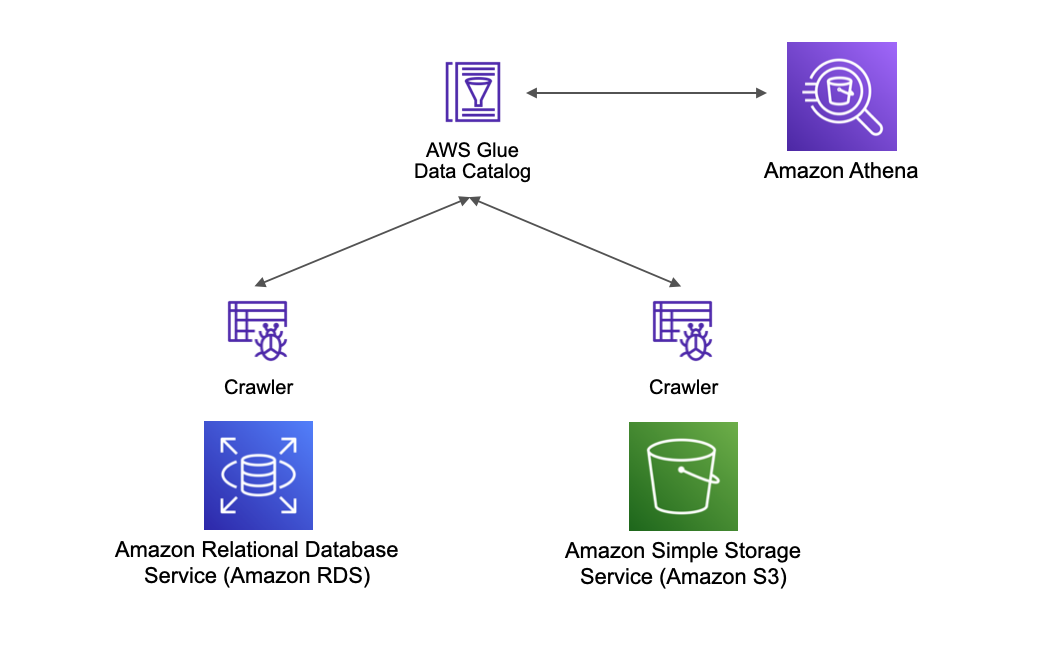 AWS Glue
Data Catalog
Amazon Athena
Crawler
Crawler
Amazon Relational Database
Service (Amazon RDS)
Amazon Simple Storage
Service (Amazon S3)